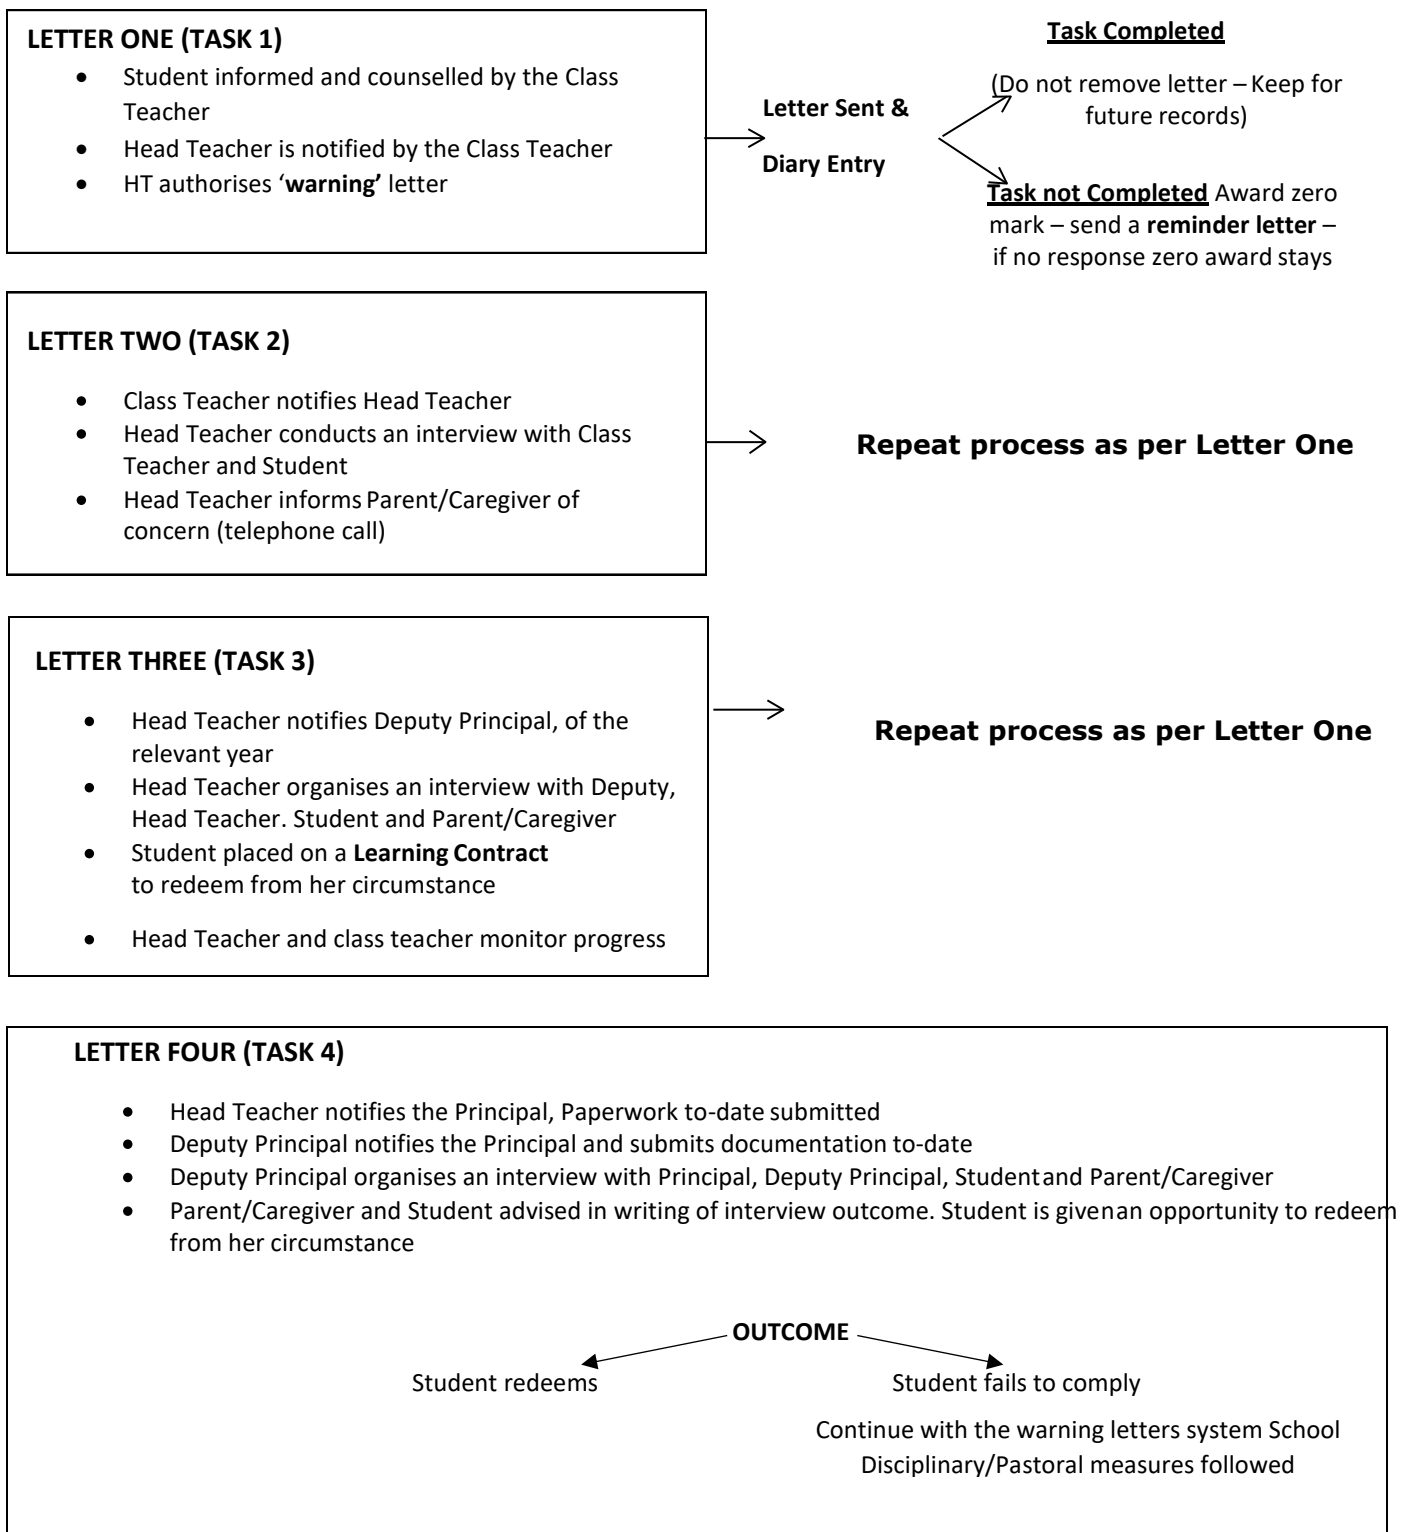 LETTER ONE (TASK 1)
• Student informed and counselled by the Class
Teacher
• Head Teacher is notified by the Class Teacher
• HT authorises ‘warning’ letter
Letter Sent &
Diary Entry
Task Completed
(Do not remove letter – Keep for
future records)
Task not Completed Award zero
mark – send a reminder letter –
if no response zero award stays
LETTER TWO (TASK 2)
• Class Teacher notifies Head Teacher
• Head Teacher conducts an interview with Class
Teacher and Student
• Head Teacher informs Parent/Caregiver of
concern (telephone call)
Repeat process as per Letter One
LETTER THREE (TASK 3)
• Head Teacher notifies Deputy Principal, of the
relevant year
• Head Teacher organises an interview with Deputy,
Head Teacher. Student and Parent/Caregiver
• Student placed on a Learning Contract
to redeem from her circumstance
• Head Teacher and class teacher monitor progress
Repeat process as per Letter One
LETTER FOUR (TASK 4)
• Head Teacher notifies the Principal, Paperwork to-date submitted
• Deputy Principal notifies the Principal and submits documentation to-date
• Deputy Principal organises an interview with Principal, Deputy Principal, Student and Parent/Caregiver
• Parent/Caregiver and Student advised in writing of interview outcome. Student is given an opportunity to redeem
from her circumstance
OUTCOME
Student redeems
Student fails to comply
Continue with the warning letters system School
Disciplinary/Pastoral measures followed